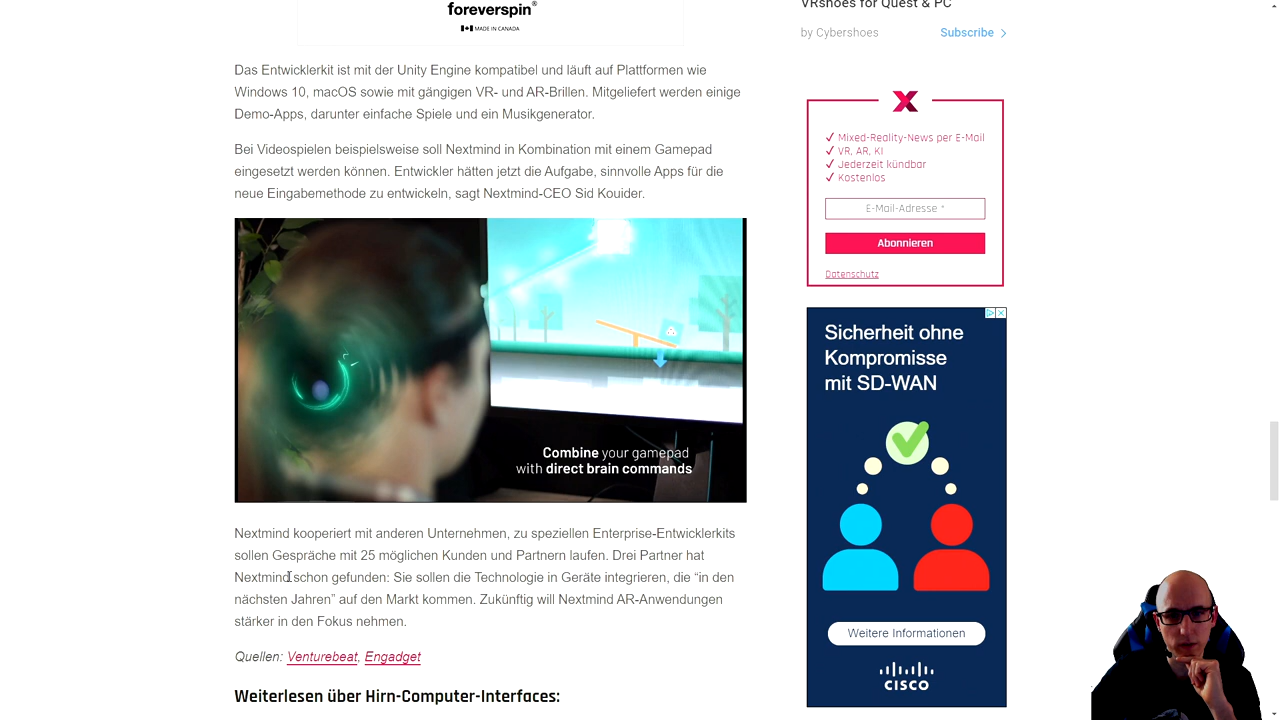 foreverspin®
MADE IN CANADA
Das Entwicklerkit ist mit der Unity Engine kompatibel und läuft auf Plattformen wie
Windows 10, macOS sowie mit gängigen VR- und AR-Brillen. Mitgeliefert werden einige
Demo-Apps, darunter einfache Spiele und ein Musikgenerator.
Bei Videospielen beispielsweise soll Nextmind in Kombination mit einem Gamepad
eingesetzt werden können. Entwickler hätten jetzt die Aufgabe, sinnvolle Apps für die
neue Eingabemethode zu entwickeln, sagt Nextmind-CEO Sid Kouider.
Combine your gamepad
with direct brain commands
Nextmind kooperiert mit anderen Unternehmen, zu speziellen Enterprise-Entwicklerkits
sollen Gespräche mit 25 möglichen Kunden und Partnern laufen. Drei Partner hat
Nextmind schon gefunden: Sie sollen die Technologie in Geräte integrieren, die “in den
nächsten Jahren” auf den Markt kommen. Zukünftig will Nextmind AR-Anwendungen
stärker in den Fokus nehmen.
Quellen: Venturebeat, Engadget
Weiterlesen über Hirn-Computer-Interfaces:
VRshoes for Quest & PC
by Cybershoes
Subscribe
✓ Mixed-Reality-News per E-Mail
✓ VR, AR, KI
✓ Jederzeit kündbar
✓ Kostenlos
E-Mail-Adresse *
Abonnieren
Datenschutz
Sicherheit ohne
Kompromisse
mit SD-WAN
Weitere Informationen
CISCO